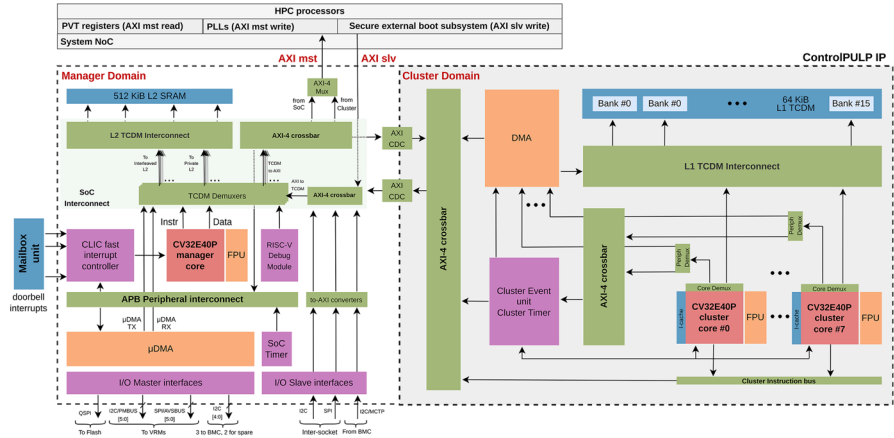 HPC processors
PVT registers (AXI mst read)
PLLs (AXI mst write)
Secure external boot subsystem (AXI slv write)
System NoC
AXI mst
AXI slv
ControlPULP IP
Manager Domain
Cluster Domain
512 KiB L2 SRAM
AXI-4
Mux
from
SoC
from
Cluster
L2 TCDM Interconnect
AXI-4 crossbar
AXI
CDC
To
Interleaved
L2
To
Private
L2
TCDM
to-AXI
SoC
Interconnect
TCDM Demuxers
AXI to
TCDM
AXI-4 crossbar
AXI
CDC
Instr
Data
Mailbox
unit
doorbell
interrupts
CLIC fast
interrupt
controller
CV32E40P
manager
core
FPU
RISC-V
Debug
Module
APB Peripheral interconnect
to-AXI converters
μDMA
TX
μDMA
RX
μDMA
SoC
Timer
I/O Master interfaces
I/O Slave interfaces
QSPI
I2C/PMBUS
[5:0]
SPI/AVSBUS
[5:0]
I2C
[4:0]
I2C
SPI
I2C/MCTP
To Flash
To VRMs
3 to BMC, 2 for spare
Inter-socket
From BMC
AXI-4 crossbar
DMA
Bank #0
Bank #0
64 KiB
L1 TCDM
Bank #15
L1 TCDM Interconnect
Cluster Event
unit
Cluster Timer
AXI-4 crossbar
Periph
Demux
Periph
Demux
Core Demux
I-cache
CV32E40P
cluster
core #0
FPU
Core Demux
I-cache
CV32E40P
cluster
core #7
FPU
Cluster Instruction bus